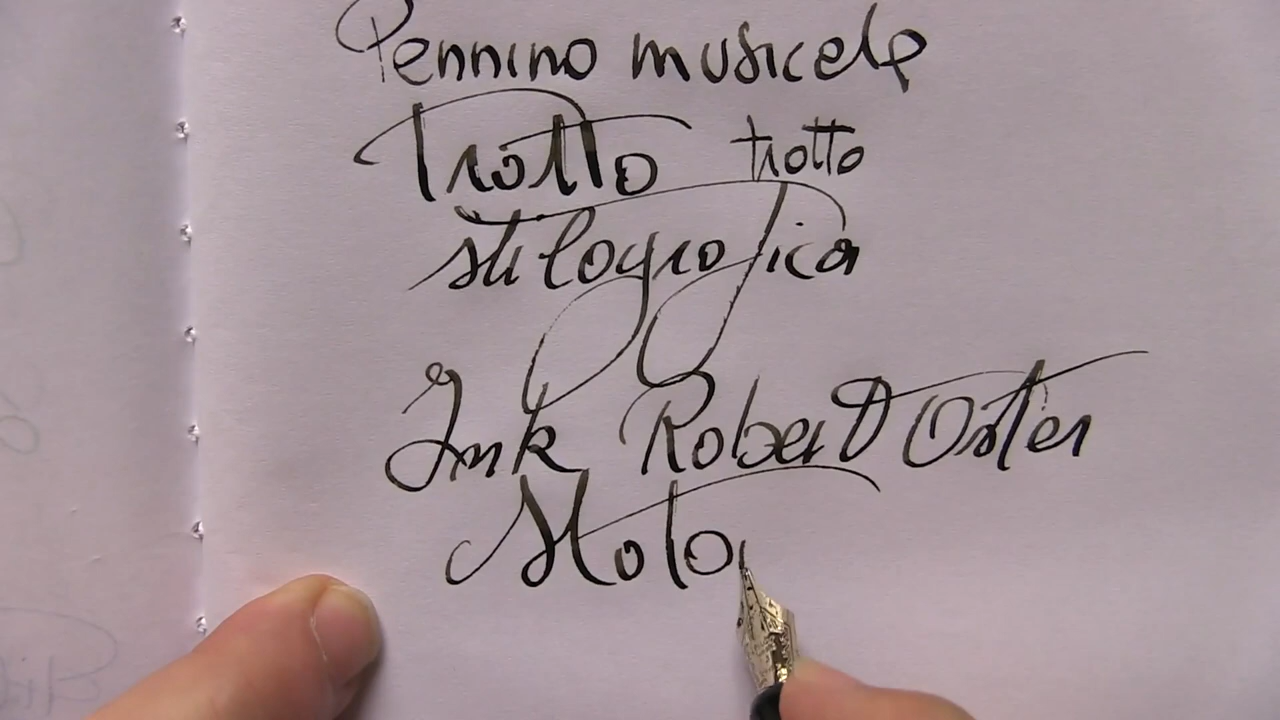 Pennino musicale
Trotto trotto
stilografica
Ink Robert Oster
Moto